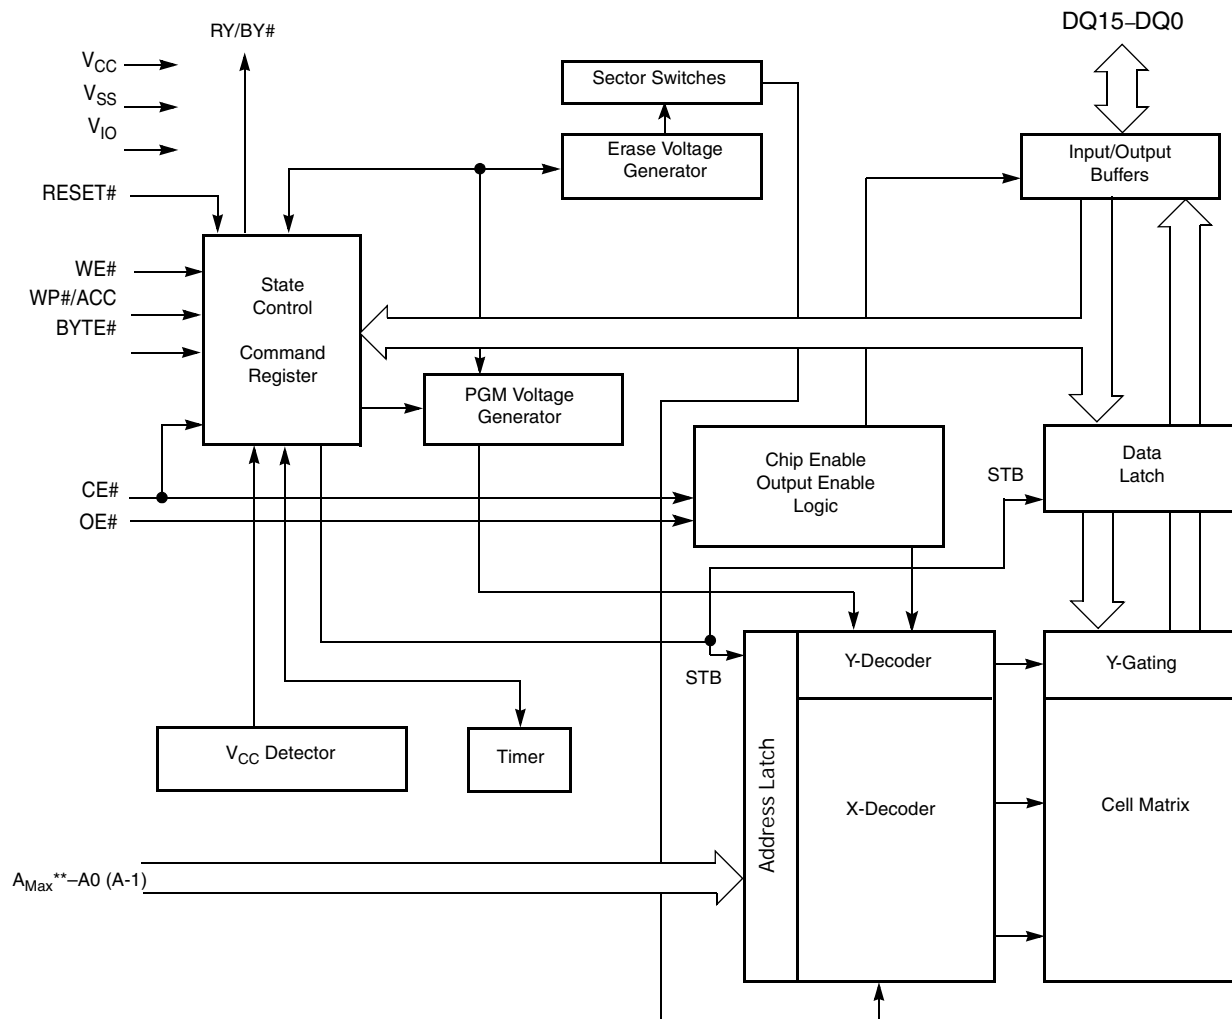 RY/BY#
DQ15–DQ0
VCC
VSS
VIO
Sector Switches
Erase Voltage
Generator
Input/Output
Buffers
RESET#
WE#
WP#/ACC
BYTE#
State
Control
Command
Register
PGM Voltage
Generator
Chip Enable
Output Enable
Logic
Data
Latch
STB
CE#
OE#
STB
Y-Decoder
Y-Gating
VCC Detector
Timer
Address Latch
X-Decoder
Cell Matrix
AMax**–A0 (A-1)